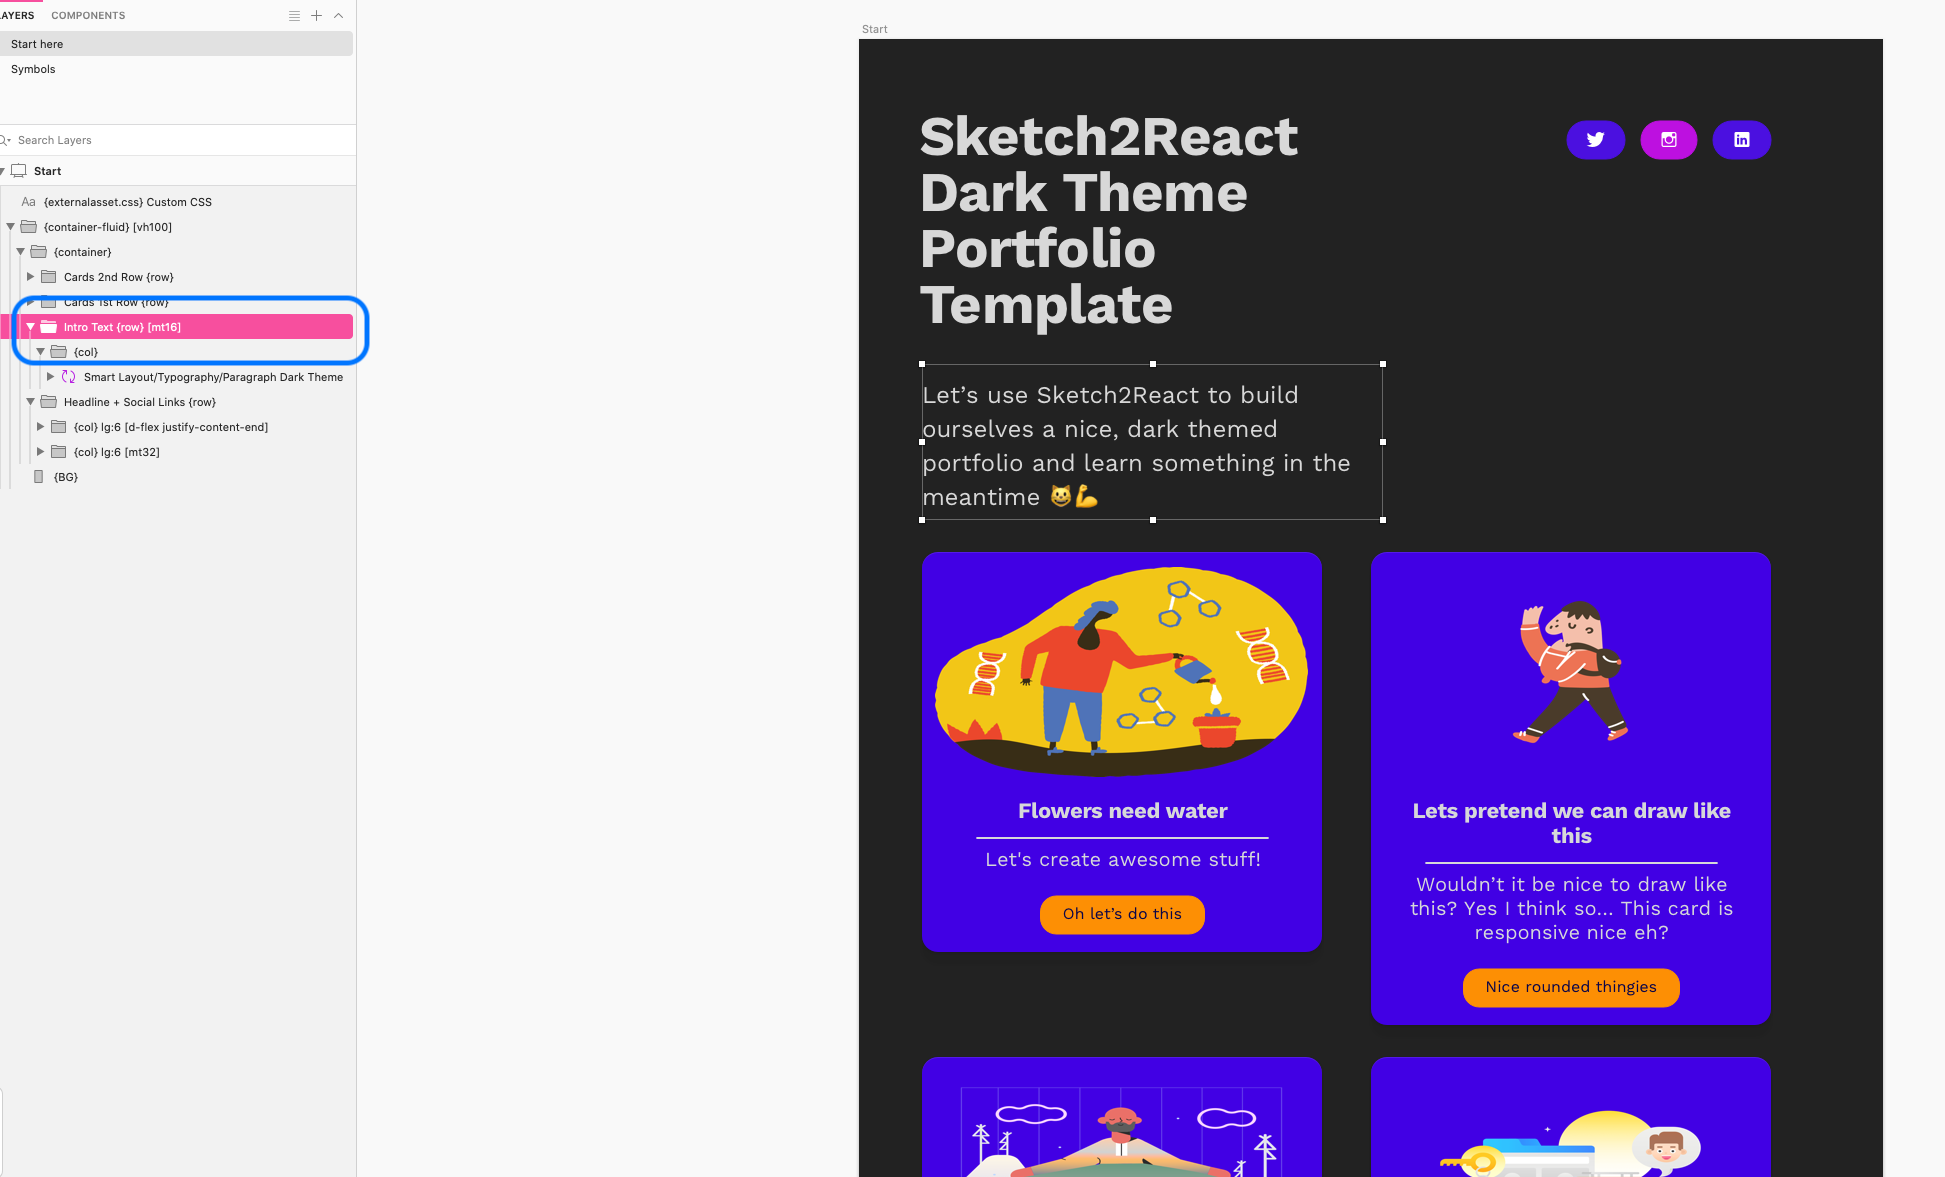 LAYERS COMPONENTS
Start here
Symbols
Search Layers
Start
Aa {externalasset.css} Custom CSS
{container-fluid} [vh100]
{container}
Cards 2nd Row {row}
Cards 1st Row {row}
Intro Text {row} [mt16]
{col}
Smart Layout/Typography/Paragraph Dark Theme
Headline + Social Links {row}
{col} lg:6 [d-flex justify-content-end]
{col} lg:6 [mt32]
{BG}
Start
Sketch2React
Dark Theme
Portfolio
Template
in
Let’s use Sketch2React to build
ourselves a nice, dark themed
portfolio and learn something in the
meantime 😺💪
Flowers need water
Let's create awesome stuff!
Oh let’s do this
Lets pretend we can draw like
this
Wouldn’t it be nice to draw like
this? Yes I think so... This card is
responsive nice eh?
Nice rounded thingies